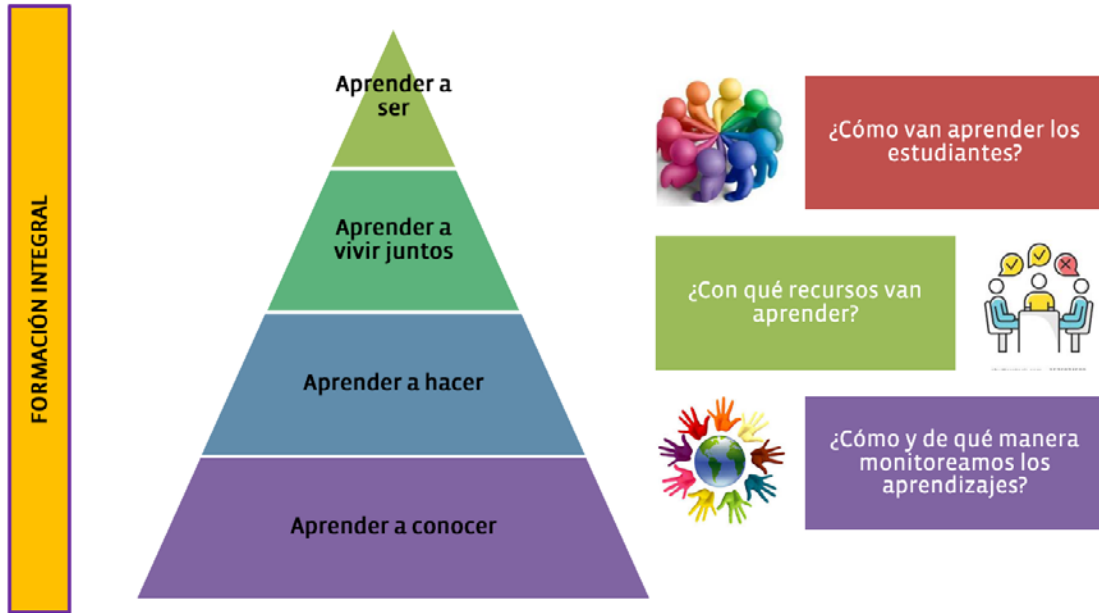 FORMACIÓN INTEGRAL
Aprender a
ser
Aprender a
vivir juntos
Aprender a hacer
Aprender a conocer
¿Cómo van aprender los
estudiantes?
¿Con qué recursos van
aprender?
¿Cómo y de qué manera
monitoreamos los
aprendizajes?